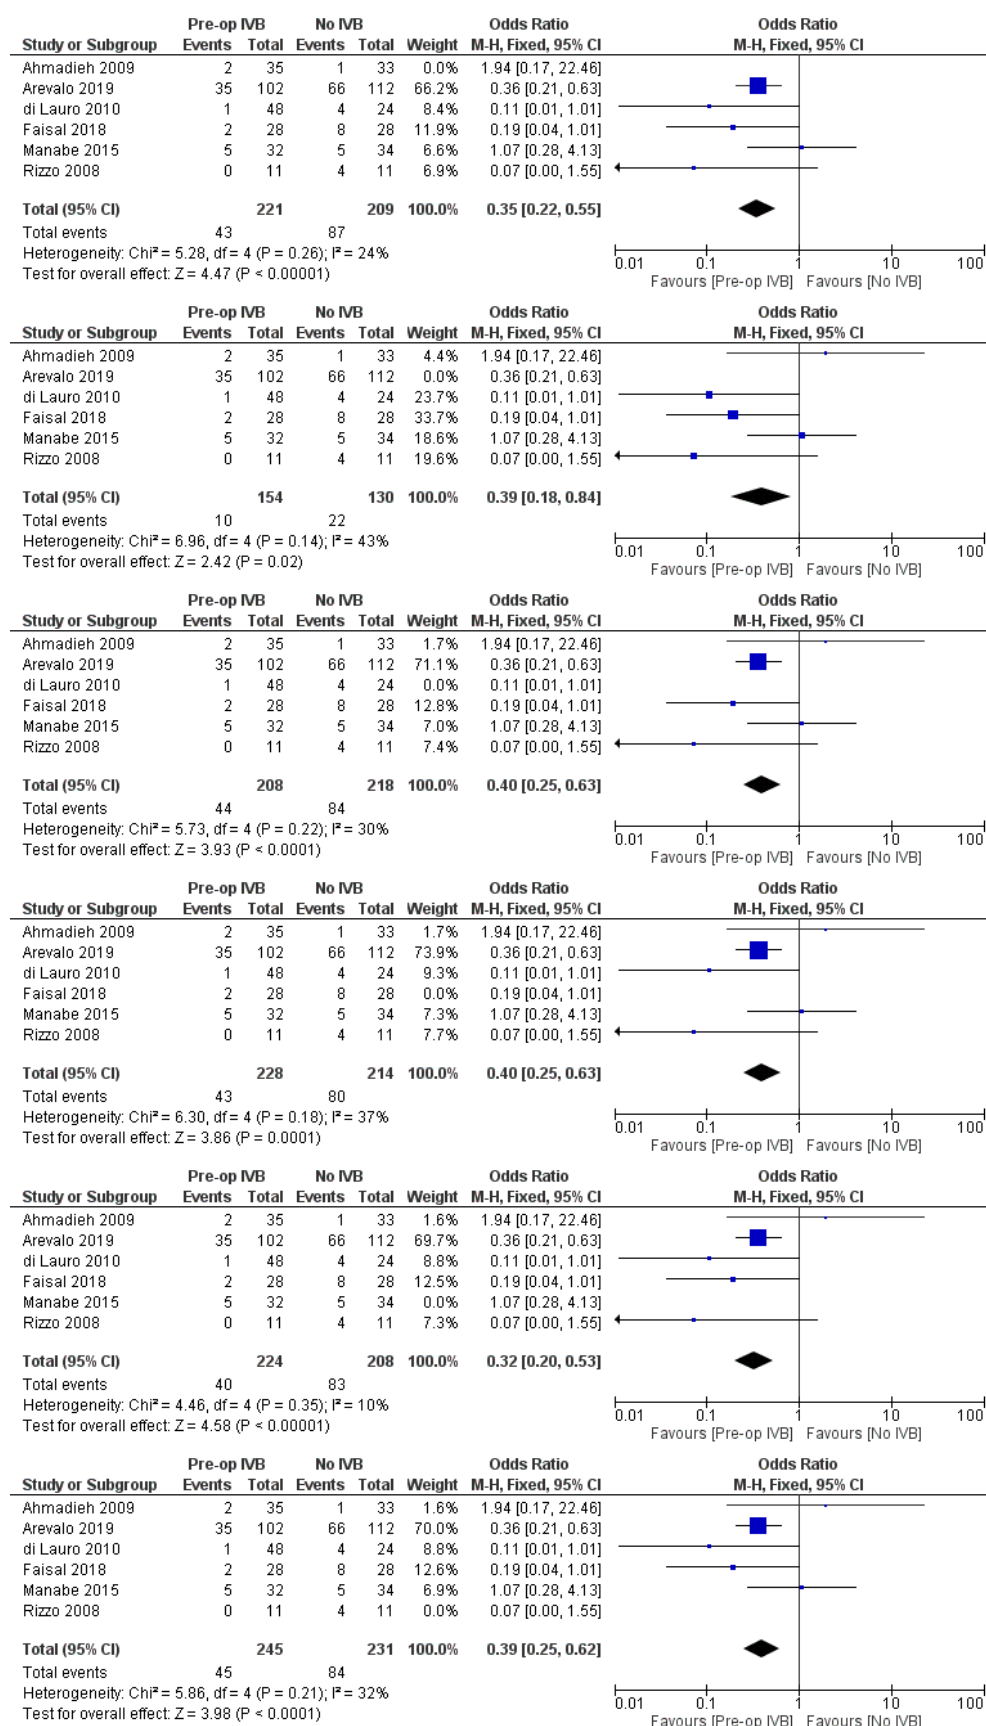 Pre-op IVB No IVB Odds Ratio Odds Ratio
Study or Subgroup Events Total Events Total Weight M-H, Fixed, 95% CI M-H, Fixed, 95% CI
Ahmadieh 2009 2 35 1 33 0.0% 1.94 [0.17, 22.46]
Arevalo 2019 35 102 66 112 66.2% 0.36 [0.21, 0.63]
di Lauro 2010 1 48 4 24 8.4% 0.11 [0.01, 1.01]
Faisal 2018 2 28 8 28 11.9% 0.19 [0.04, 1.01]
Manabe 2015 5 32 5 34 6.6% 1.07 [0.28, 4.13]
Rizzo 2008 0 11 4 11 6.9% 0.07 [0.00, 1.55]
Total (95% CI) 221 209 100.0% 0.35 [0.22, 0.55]
Total events 43 87
Heterogeneity: Chi² = 5.28, df = 4 (P = 0.26); I² = 24%
Test for overall effect: Z = 4.47 (P < 0.00001)
0.01 0.1 1 10 100
Favours [Pre-op IVB] Favours [No IVB]
Pre-op IVB No IVB Odds Ratio Odds Ratio
Study or Subgroup Events Total Events Total Weight M-H, Fixed, 95% CI M-H, Fixed, 95% CI
Ahmadieh 2009 2 35 1 33 4.4% 1.94 [0.17, 22.46]
Arevalo 2019 35 102 66 112 0.0% 0.36 [0.21, 0.63]
di Lauro 2010 1 48 4 24 23.7% 0.11 [0.01, 1.01]
Faisal 2018 2 28 8 28 33.7% 0.19 [0.04, 1.01]
Manabe 2015 5 32 5 34 18.6% 1.07 [0.28, 4.13]
Rizzo 2008 0 11 4 11 19.6% 0.07 [0.00, 1.55]
Total (95% CI) 154 130 100.0% 0.39 [0.18, 0.84]
Total events 10 22
Heterogeneity: Chi² = 6.96, df = 4 (P = 0.14); I² = 43%
Test for overall effect: Z = 2.42 (P = 0.02)
0.01 0.1 1 10 100
Favours [Pre-op IVB] Favours [No IVB]
Pre-op IVB No IVB Odds Ratio Odds Ratio
Study or Subgroup Events Total Events Total Weight M-H, Fixed, 95% CI M-H, Fixed, 95% CI
Ahmadieh 2009 2 35 1 33 1.7% 1.94 [0.17, 22.46]
Arevalo 2019 35 102 66 112 71.1% 0.36 [0.21, 0.63]
di Lauro 2010 1 48 4 24 0.0% 0.11 [0.01, 1.01]
Faisal 2018 2 28 8 28 12.8% 0.19 [0.04, 1.01]
Manabe 2015 5 32 5 34 7.0% 1.07 [0.28, 4.13]
Rizzo 2008 0 11 4 11 7.4% 0.07 [0.00, 1.55]
Total (95% CI) 208 218 100.0% 0.40 [0.25, 0.63]
Total events 44 84
Heterogeneity: Chi² = 5.73, df = 4 (P = 0.22); I² = 30%
Test for overall effect: Z = 3.93 (P < 0.0001)
0.01 0.1 1 10 100
Favours [Pre-op IVB] Favours [No IVB]
Pre-op IVB No IVB Odds Ratio Odds Ratio
Study or Subgroup Events Total Events Total Weight M-H, Fixed, 95% CI M-H, Fixed, 95% CI
Ahmadieh 2009 2 35 1 33 1.7% 1.94 [0.17, 22.46]
Arevalo 2019 35 102 66 112 73.9% 0.36 [0.21, 0.63]
di Lauro 2010 1 48 4 24 9.3% 0.11 [0.01, 1.01]
Faisal 2018 2 28 8 28 0.0% 0.19 [0.04, 1.01]
Manabe 2015 5 32 5 34 7.3% 1.07 [0.28, 4.13]
Rizzo 2008 0 11 4 11 7.7% 0.07 [0.00, 1.55]
Total (95% CI) 228 214 100.0% 0.40 [0.25, 0.63]
Total events 43 80
Heterogeneity: Chi² = 6.30, df = 4 (P = 0.18); I² = 37%
Test for overall effect: Z = 3.86 (P = 0.0001)
0.01 0.1 1 10 100
Favours [Pre-op IVB] Favours [No IVB]
Pre-op IVB No IVB Odds Ratio Odds Ratio
Study or Subgroup Events Total Events Total Weight M-H, Fixed, 95% CI M-H, Fixed, 95% CI
Ahmadieh 2009 2 35 1 33 1.6% 1.94 [0.17, 22.46]
Arevalo 2019 35 102 66 112 69.7% 0.36 [0.21, 0.63]
di Lauro 2010 1 48 4 24 8.8% 0.11 [0.01, 1.01]
Faisal 2018 2 28 8 28 12.5% 0.19 [0.04, 1.01]
Manabe 2015 5 32 5 34 0.0% 1.07 [0.28, 4.13]
Rizzo 2008 0 11 4 11 7.3% 0.07 [0.00, 1.55]
Total (95% CI) 224 208 100.0% 0.32 [0.20, 0.53]
Total events 40 83
Heterogeneity: Chi² = 4.46, df = 4 (P = 0.35); I² = 10%
Test for overall effect: Z = 4.58 (P < 0.00001)
0.01 0.1 1 10 100
Favours [Pre-op IVB] Favours [No IVB]
Pre-op IVB No IVB Odds Ratio Odds Ratio
Study or Subgroup Events Total Events Total Weight M-H, Fixed, 95% CI M-H, Fixed, 95% CI
Ahmadieh 2009 2 35 1 33 1.6% 1.94 [0.17, 22.46]
Arevalo 2019 35 102 66 112 70.0% 0.36 [0.21, 0.63]
di Lauro 2010 1 48 4 24 8.8% 0.11 [0.01, 1.01]
Faisal 2018 2 28 8 28 12.6% 0.19 [0.04, 1.01]
Manabe 2015 5 32 5 34 6.9% 1.07 [0.28, 4.13]
Rizzo 2008 0 11 4 11 0.0% 0.07 [0.00, 1.55]
Total (95% CI) 245 231 100.0% 0.39 [0.25, 0.62]
Total events 45 84
Heterogeneity: Chi² = 5.86, df = 4 (P = 0.21); I² = 32%
Test for overall effect: Z = 3.98 (P < 0.0001)
0.01 0.1 1 10 100
Favours [Pre-op IVB] Favours [No IVB]